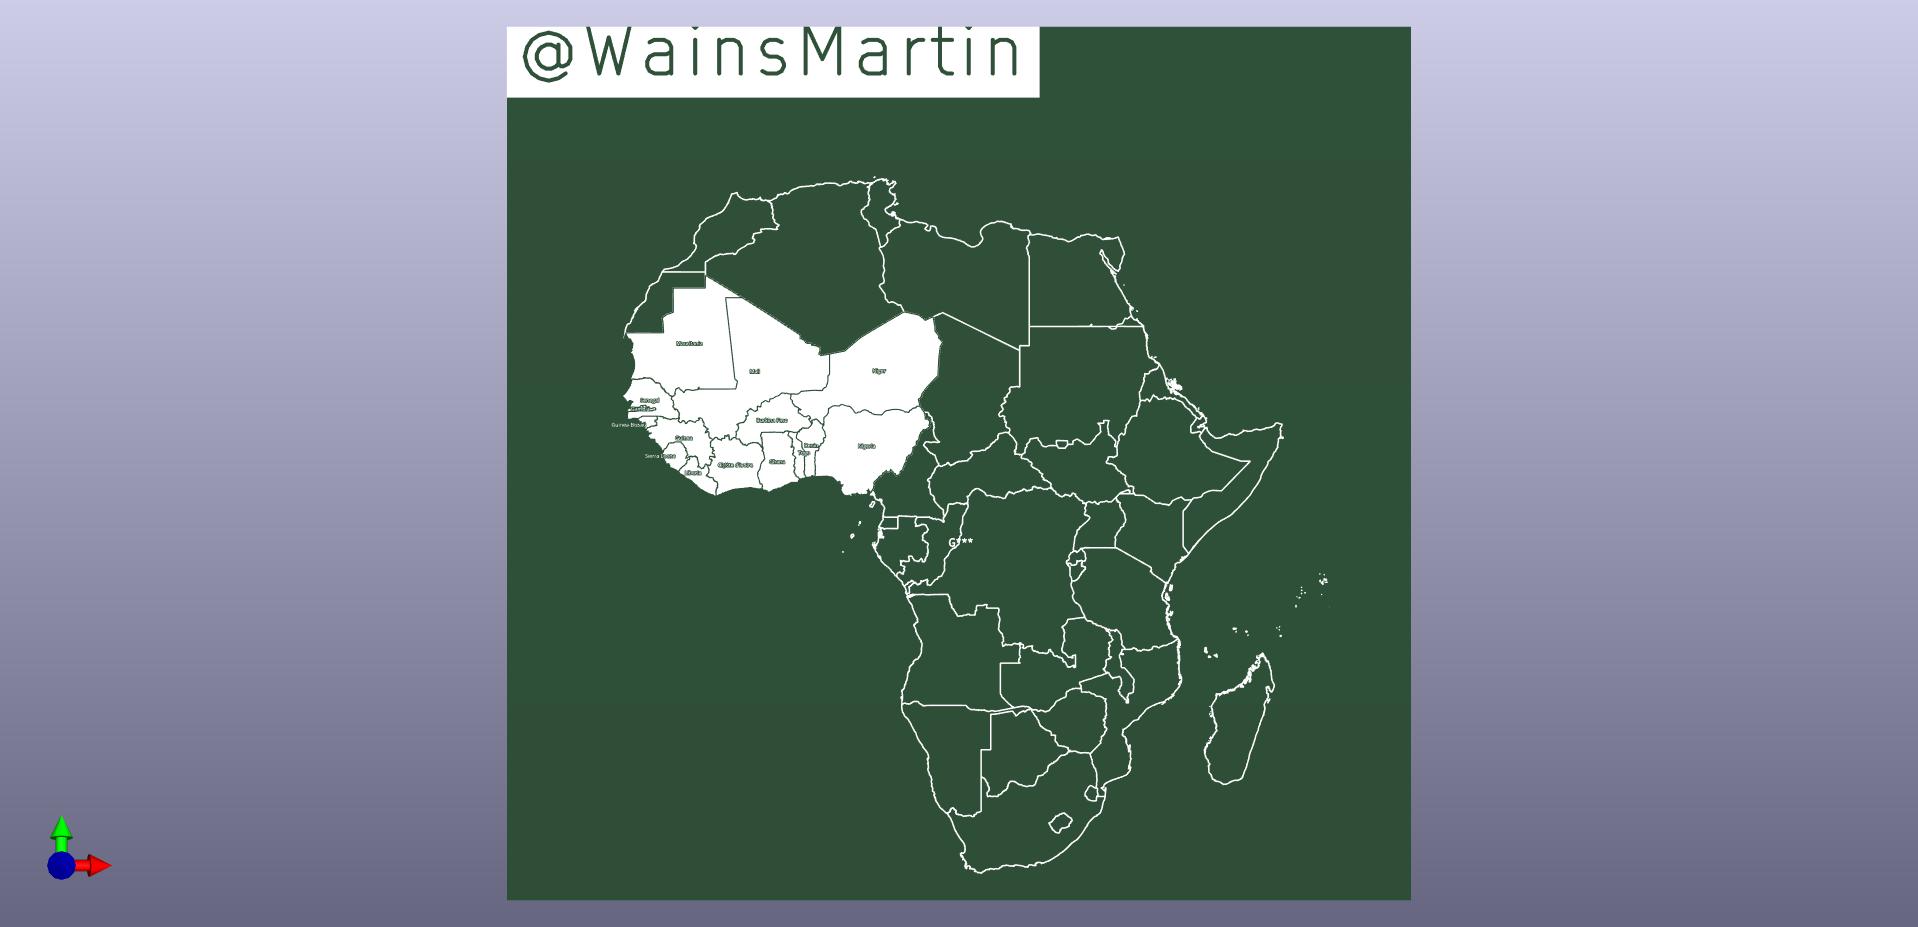 @WainsMartin
Mauritania
Mali
Niger
Senegal
Guinea-Bissau
Burkina Faso
Guinea
Nigeria
Benin
Togo
Sierra Leone
Ghana
Côte d'Ivoire
Liberia
G***